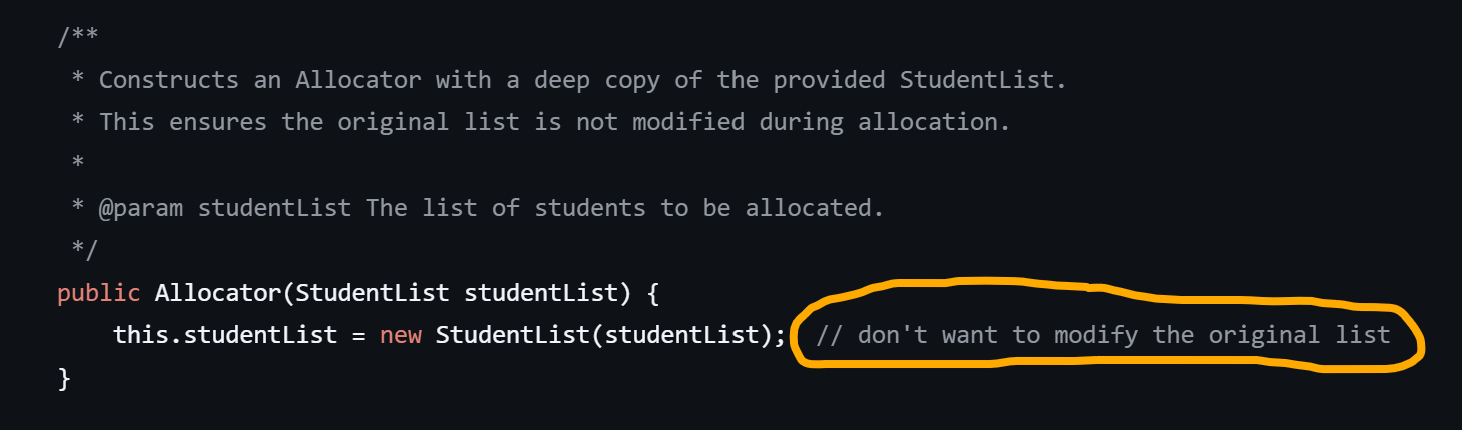 /**
 * Constructs an Allocator with a deep copy of the provided StudentList.
 * This ensures the original list is not modified during allocation.
 *
 * @param studentList The list of students to be allocated.
 */
public Allocator(StudentList studentList) {
    this.studentList = new StudentList(studentList); // don't want to modify the original list
}